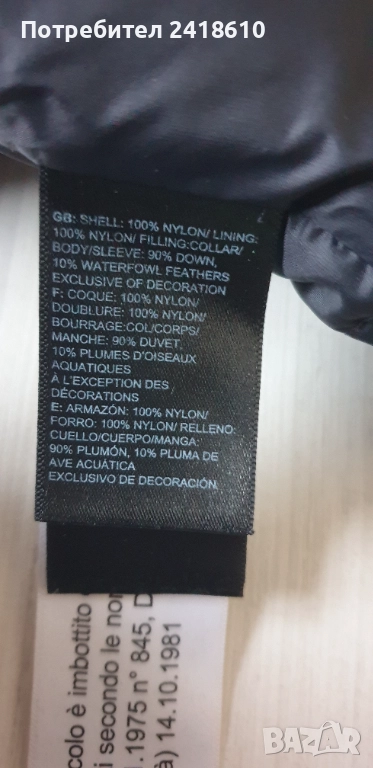 Потребител 2418610
GB: SHELL: 100% NYLON/ LINING:
100% NYLON/ FILLING:COLLAR/
BODY/SLEEVE: 90% DOWN,
10% WATERFOWL FEATHERS
EXCLUSIVE OF DECORATION
F: COQUE: 100% NYLON/
DOUBLURE: 100% NYLON/
BOURRAGE:COL/CORPS/
MANCHE: 90% DUVET,
10% PLUMES D'OISEAUX
AQUATIQUES
À L'EXCEPTION DES
DÉCORATIONS
E: ARMAZÓN: 100% NYLON/
FORRO: 100% NYLON/ RELLENO:
CUELLO/CUERPO/MANGA:
90% PLUMÓN, 10% PLUMA DE
AVE ACUÁTICA
EXCLUSIVO DE DECORACIÓN
colo è imbottito
i secondo le nor
.1975 n° 845, D
à) 14.10.1981
BAZAR